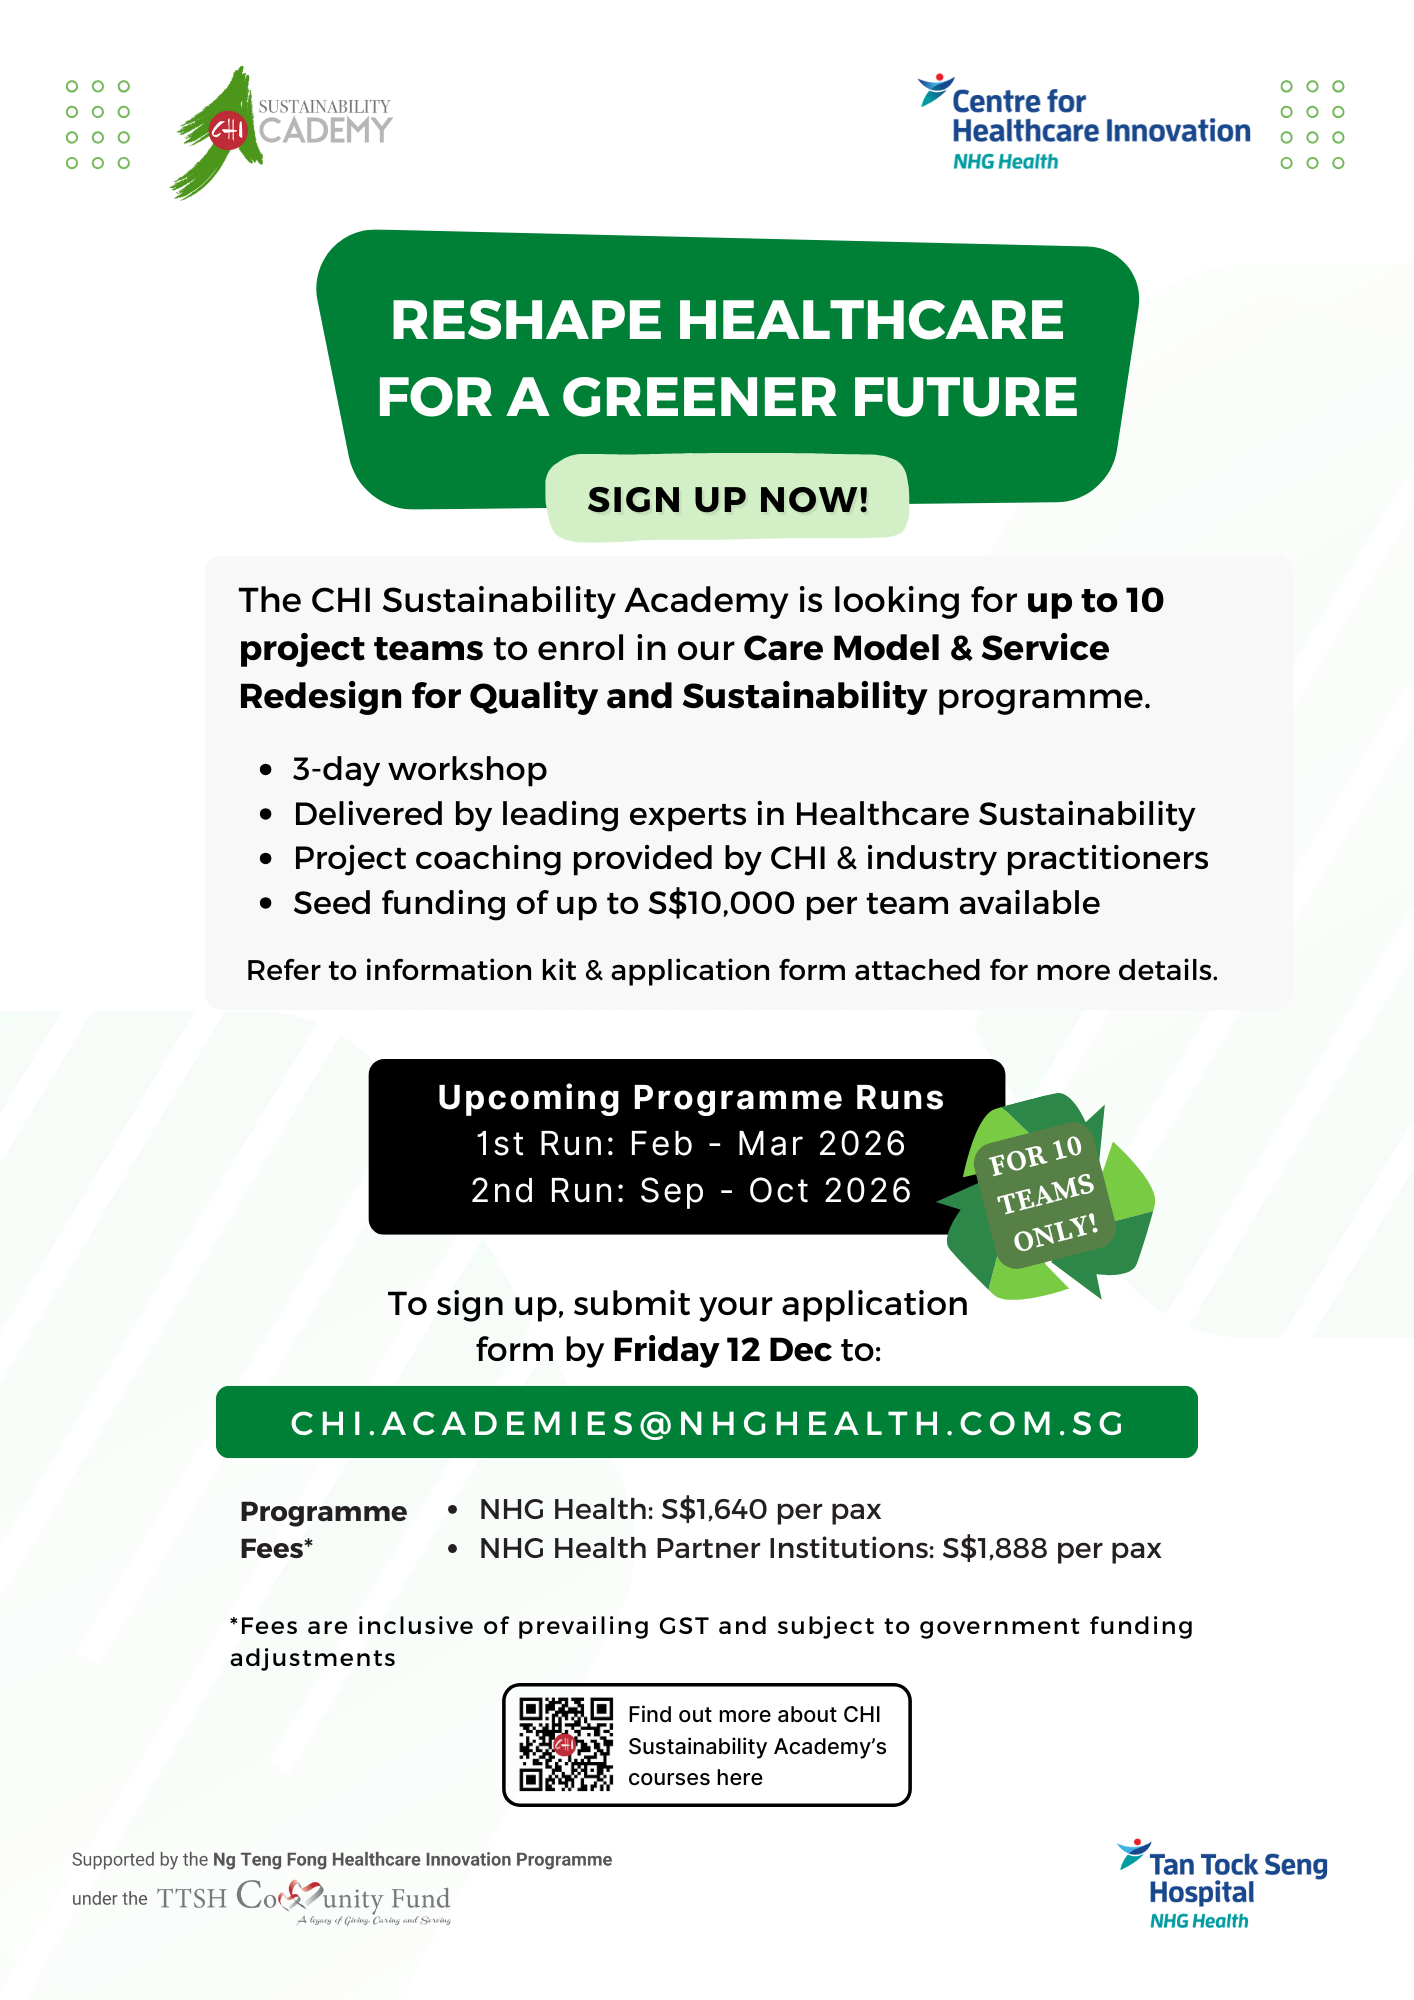 SUSTAINABILITY
CHI
CADEMY
Centre for
Healthcare Innovation
NHG Health
RESHAPE HEALTHCARE
FOR A GREENER FUTURE
SIGN UP NOW!
The CHI Sustainability Academy is looking for up to 10
project teams to enrol in our Care Model & Service
Redesign for Quality and Sustainability programme.
• 3-day workshop
• Delivered by leading experts in Healthcare Sustainability
• Project coaching provided by CHI & industry practitioners
• Seed funding of up to S$10,000 per team available
Refer to information kit & application form attached for more details.
Upcoming Programme Runs
1st Run: Feb - Mar 2026
2nd Run: Sep - Oct 2026
FOR 10
TEAMS
ONLY!
To sign up, submit your application
form by Friday 12 Dec to:
CHI.ACADEMIES@NHGHEALTH.COM.SG
Programme
Fees*
• NHG Health: S$1,640 per pax
• NHG Health Partner Institutions: S$1,888 per pax
*Fees are inclusive of prevailing GST and subject to government funding
adjustments
CHI
Find out more about CHI
Sustainability Academy's
courses here
Supported by the Ng Teng Fong Healthcare Innovation Programme
under the TTSH Community Fund
A legacy of Giving, Caring and Serving
Tan Tock Seng
Hospital
NHG Health